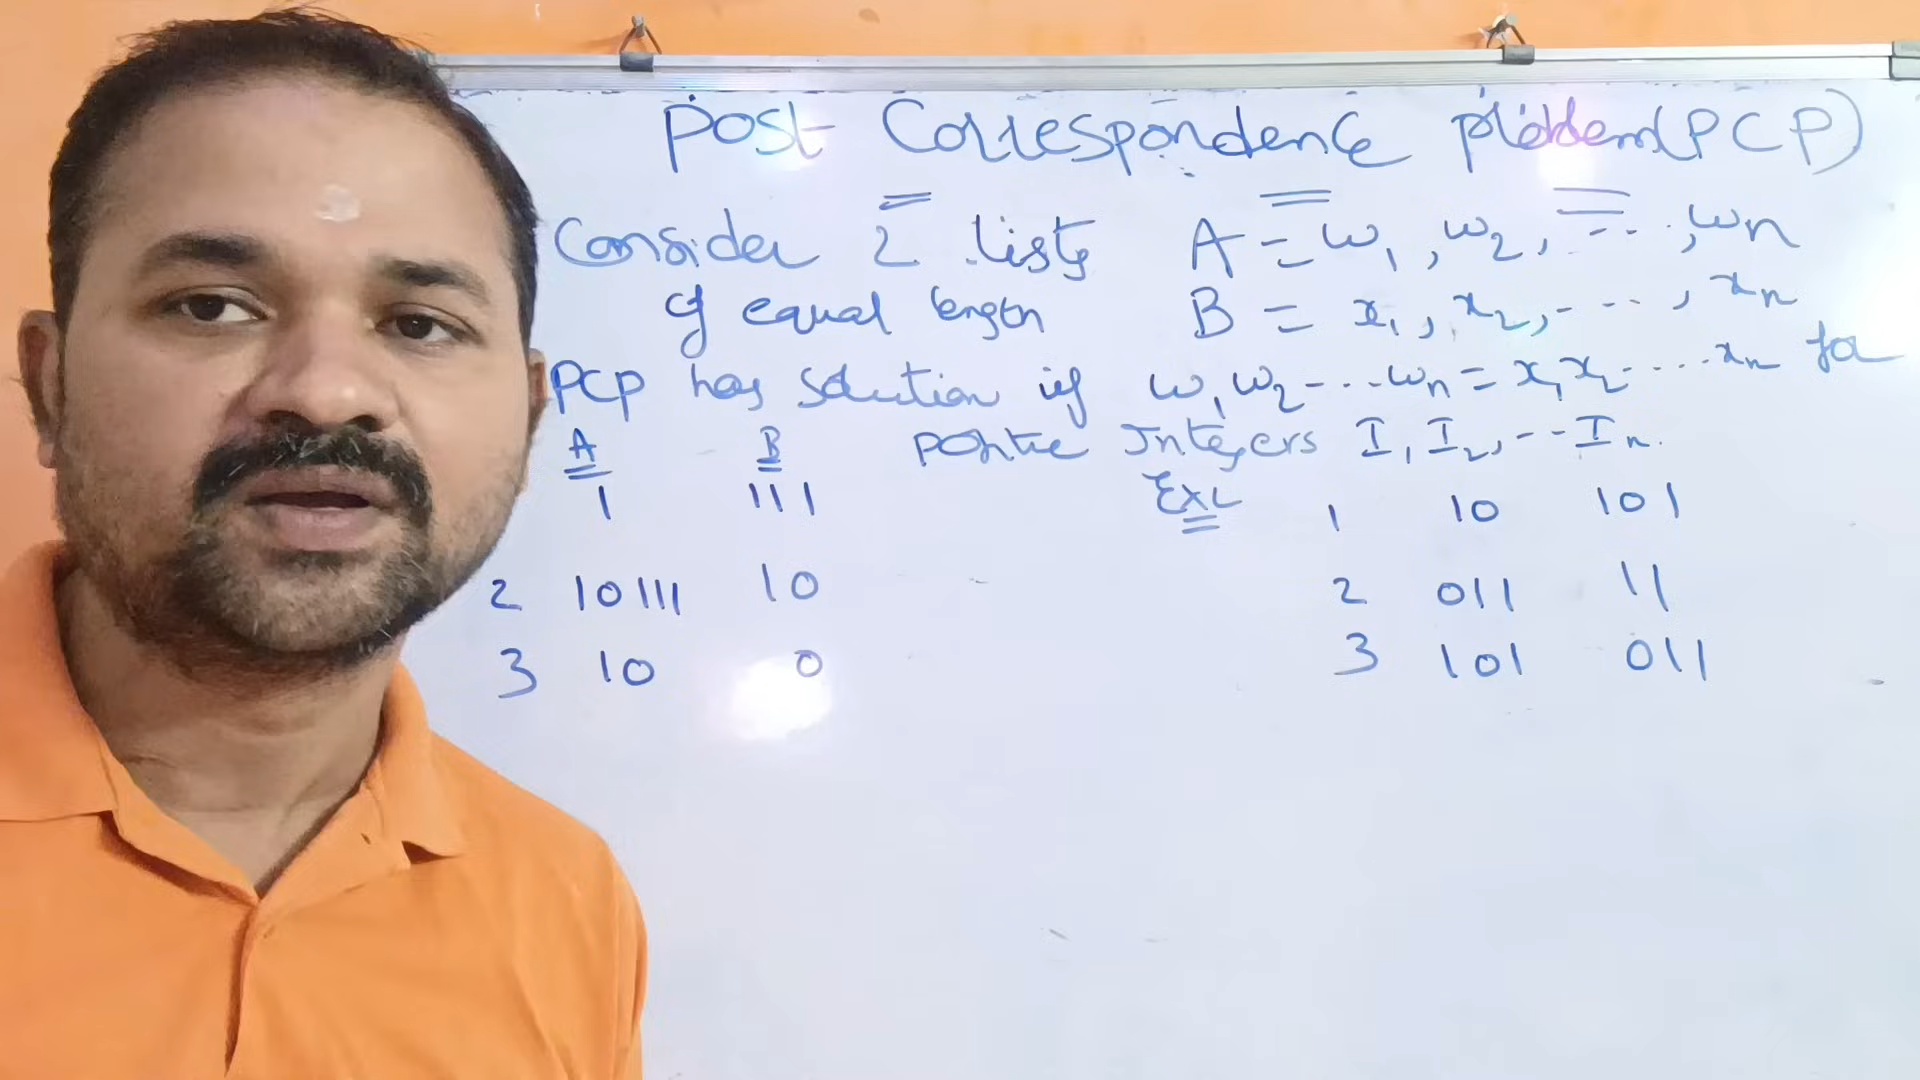 Post Correspondence problem(PCP)
Consider 2 lists A = w1, w2, ..., wn
of equal length B = x1, x2, ..., xn
PCP has solution if w1w2...wn = x1x2...xn for
positive Integers I1, I2, ... In.
A B
1 111
2 10111 10
3 10 0
Ex
1 10 101
2 011 11
3 101 011